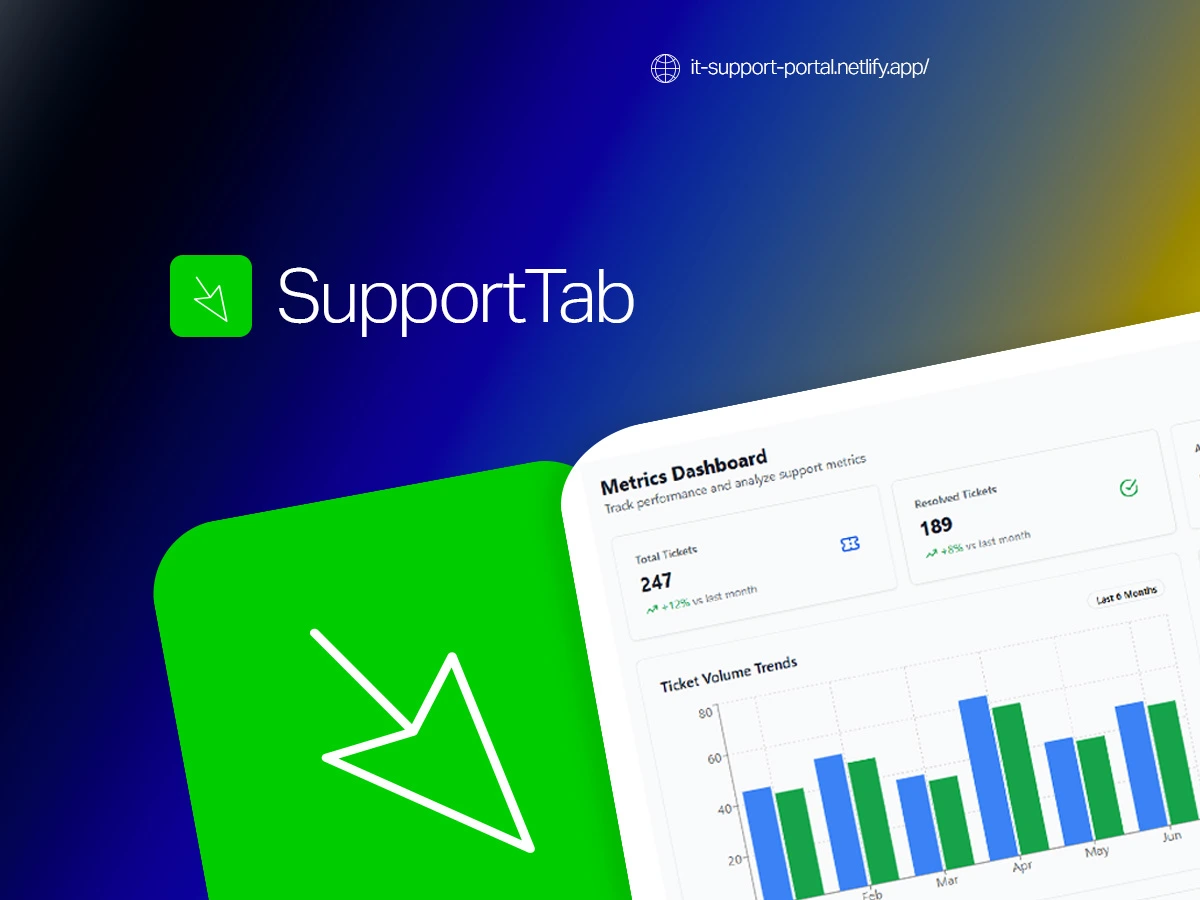 it-support-portal.netlify.app/
SupportTab
Metrics Dashboard
Track performance and analyze support metrics
Total Tickets
247
+12% vs last month
Resolved Tickets
189
+8% vs last month
Last 6 Months
Ticket Volume Trends
80
60
40
20
Feb
Mar
Apr
May
Jun